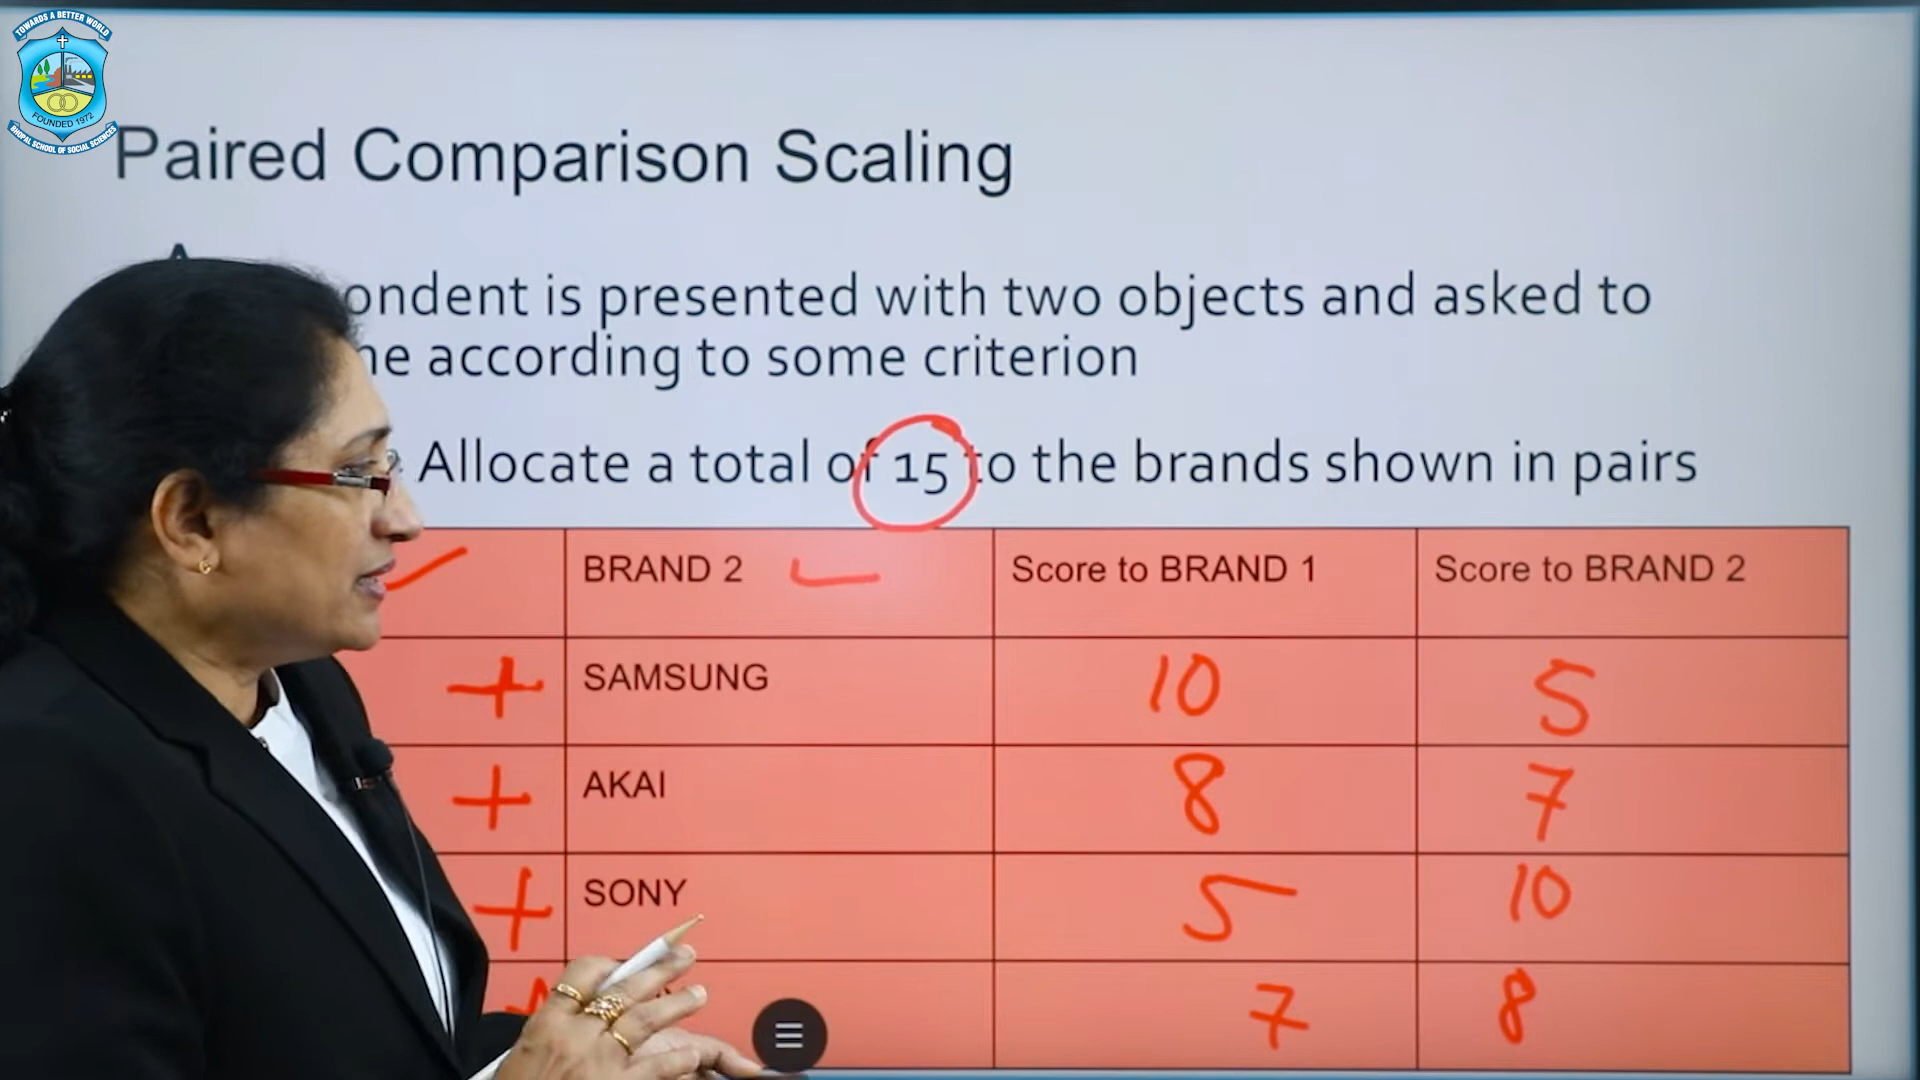 TOWARDS A BETTER WORLD
FOUNDED 1972
BHOPAL SCHOOL OF SOCIAL SCIENCES
Paired Comparison Scaling
A
ondent is presented with two objects and asked to
ne according to some criterion
Allocate a total of 15 to the brands shown in pairs
BRAND 2 Score to BRAND 1 Score to BRAND 2
+ SAMSUNG 10 5
+ AKAI 8 7
+ SONY 5 10
7 8